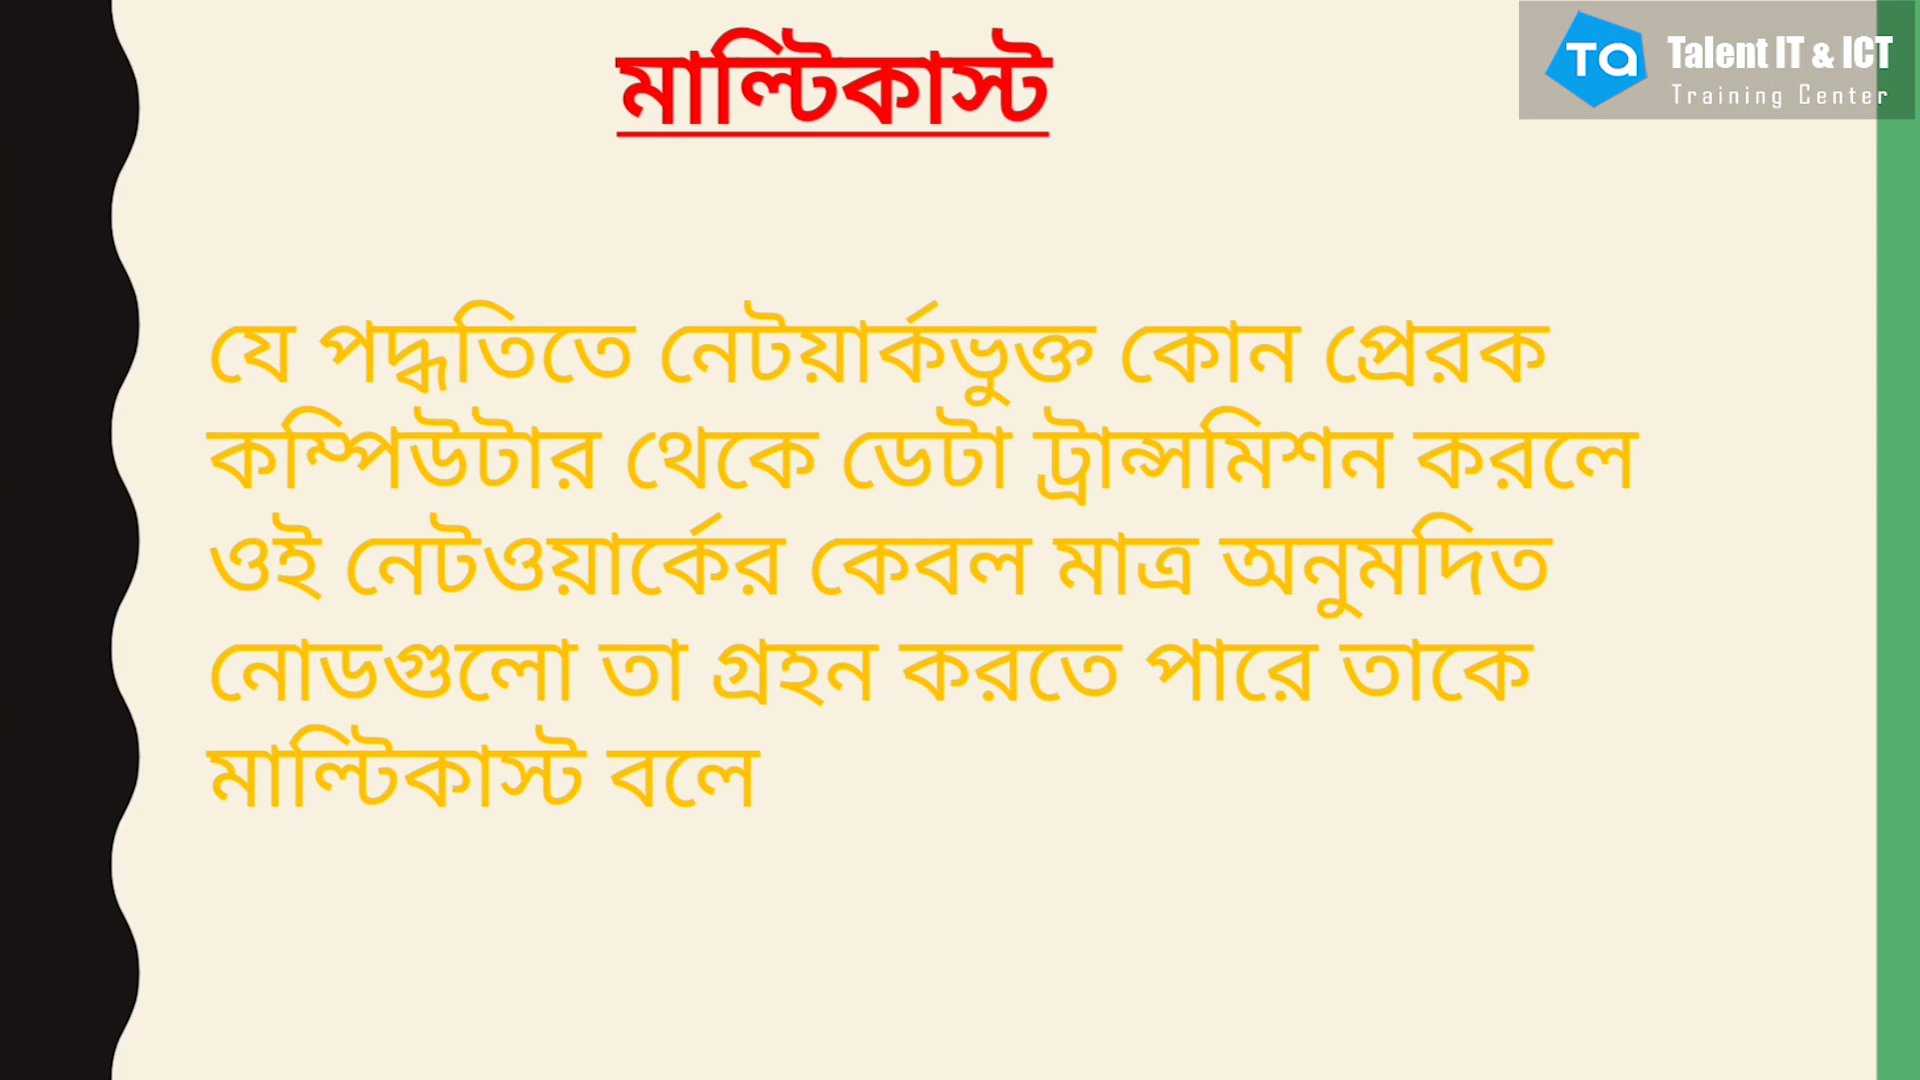 মাল্টিকাস্ট
Ta Talent IT & ICT
Training Center
যে পদ্ধতিতে নেটয়ার্কভুক্ত কোন প্রেরক
কম্পিউটার থেকে ডেটা ট্রান্সমিশন করলে
ওই নেটওয়ার্কের কেবল মাত্র অনুমদিত
নোডগুলো তা গ্রহন করতে পারে তাকে
মাল্টিকাস্ট বলে